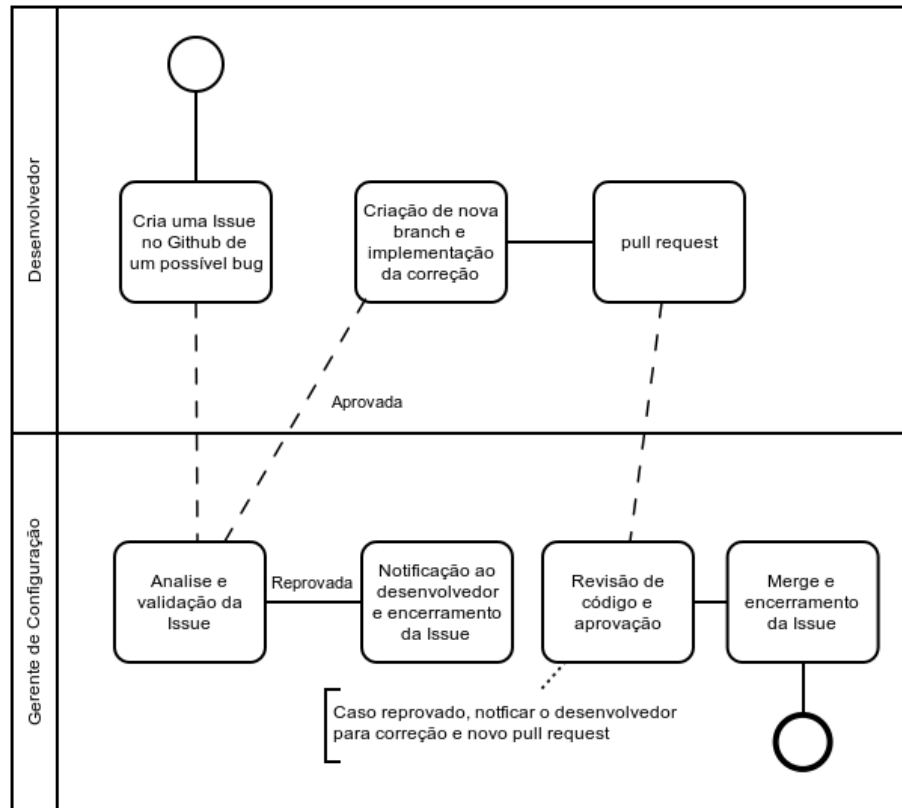 Desenvolvedor
Cria uma Issue
no Github de
um possível bug
Criação de nova
branch e
implementação
da correção
pull request
Aprovada
Gerente de Configuração
Analise e
validação da
Issue
Reprovada
Notificação ao
desenvolvedor
e encerramento
da Issue
Revisão de
código e
aprovação
Merge e
encerramento
da Issue
Caso reprovado, notficar o desenvolvedor
para correção e novo pull request